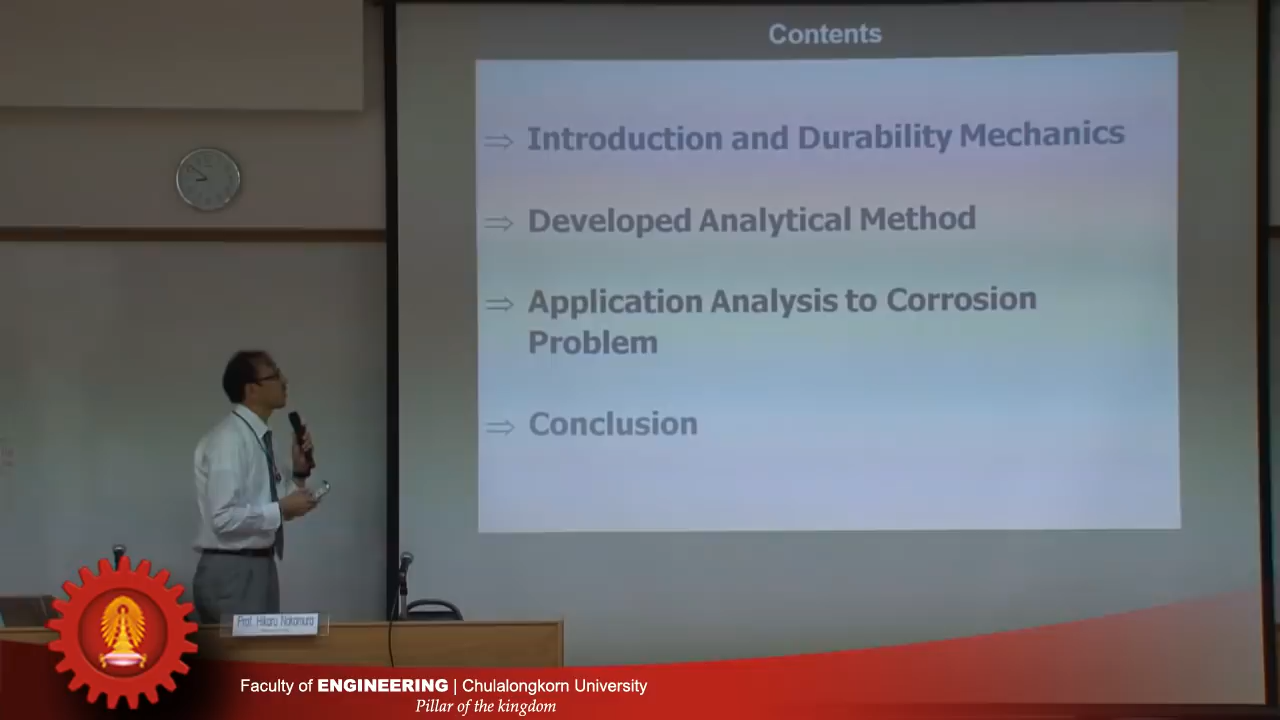 Contents
⇒ Introduction and Durability Mechanics
⇒ Developed Analytical Method
⇒ Application Analysis to Corrosion
Problem
⇒ Conclusion
Prof. Hikaru Nakamura
Faculty of ENGINEERING | Chulalongkorn University
Pillar of the kingdom